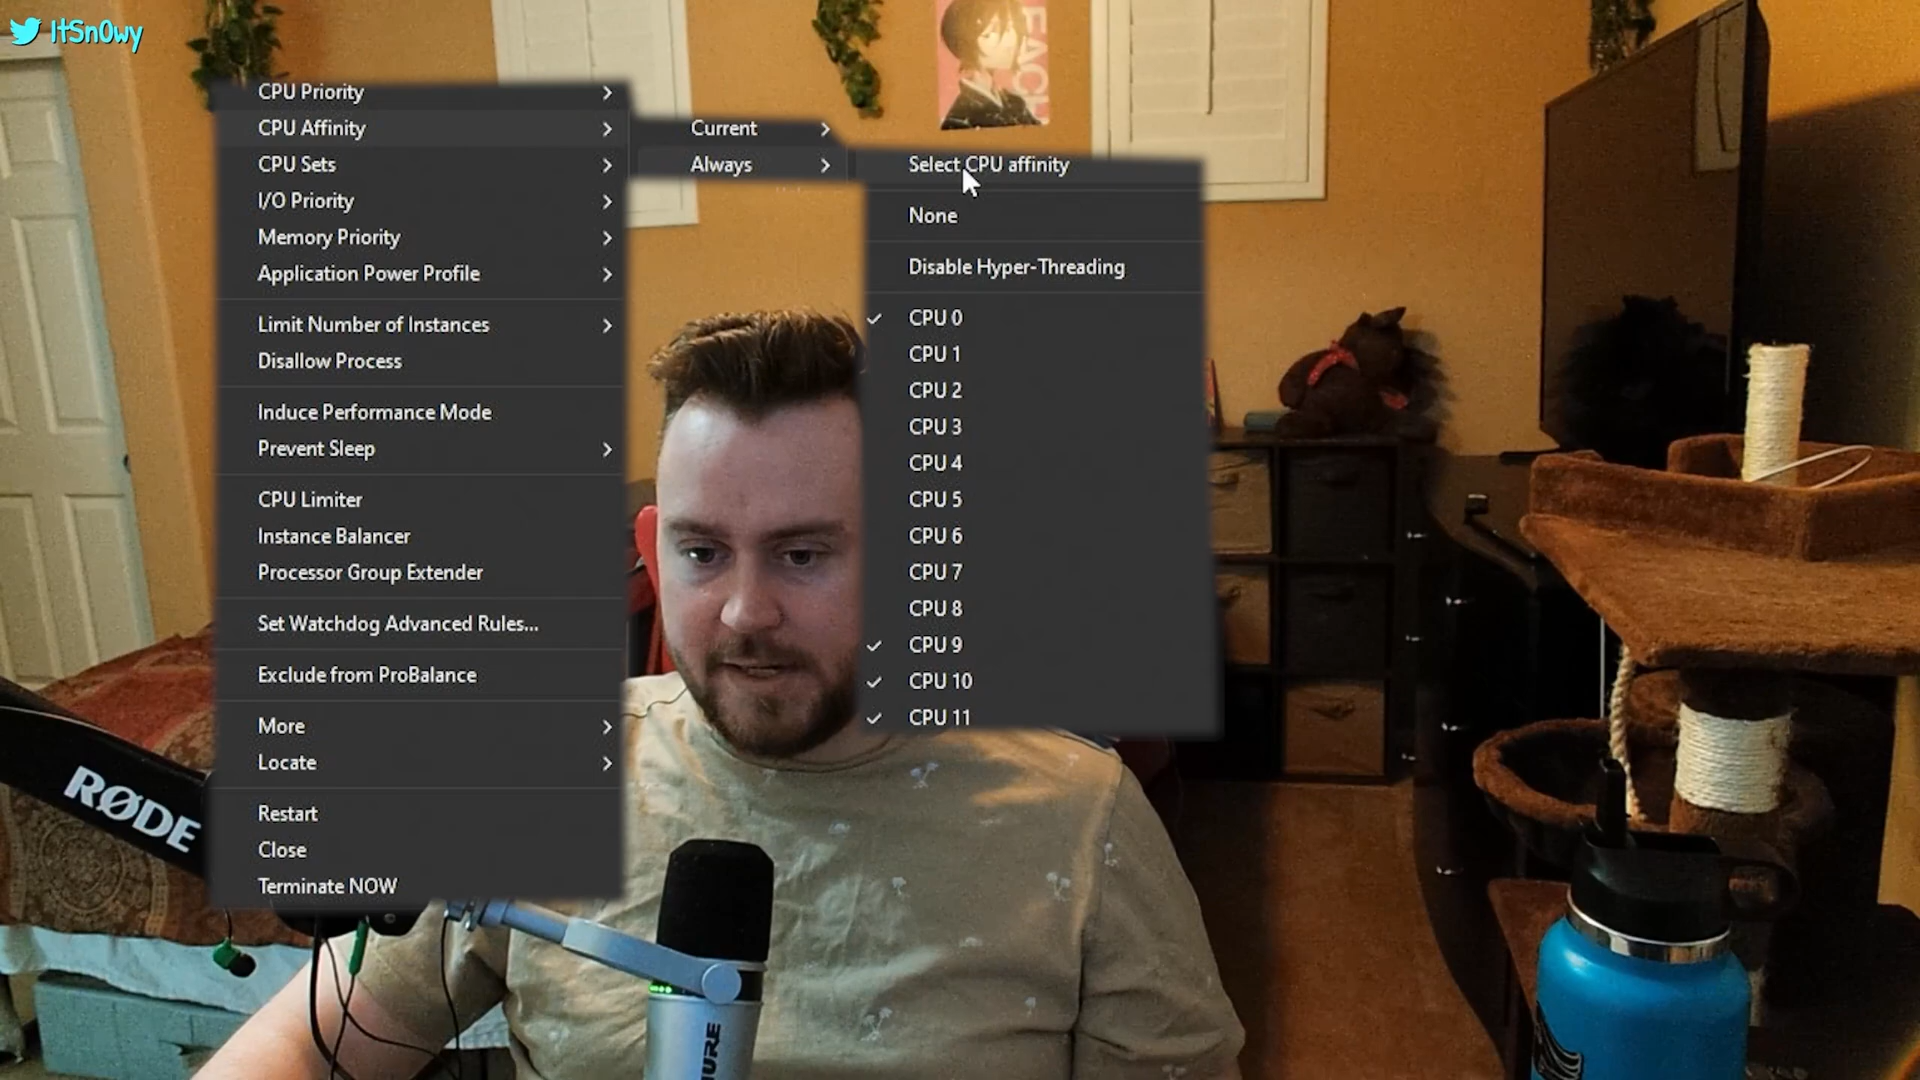 ItSn0wy
CPU Priority
CPU Affinity
CPU Sets
I/O Priority
Memory Priority
Application Power Profile
Limit Number of Instances
Disallow Process
Induce Performance Mode
Prevent Sleep
CPU Limiter
Instance Balancer
Processor Group Extender
Set Watchdog Advanced Rules...
Exclude from ProBalance
More
Locate
Restart
Close
Terminate NOW
Current
Always
Select CPU affinity
None
Disable Hyper-Threading
CPU 0
CPU 1
CPU 2
CPU 3
CPU 4
CPU 5
CPU 6
CPU 7
CPU 8
CPU 9
CPU 10
CPU 11
RØDE